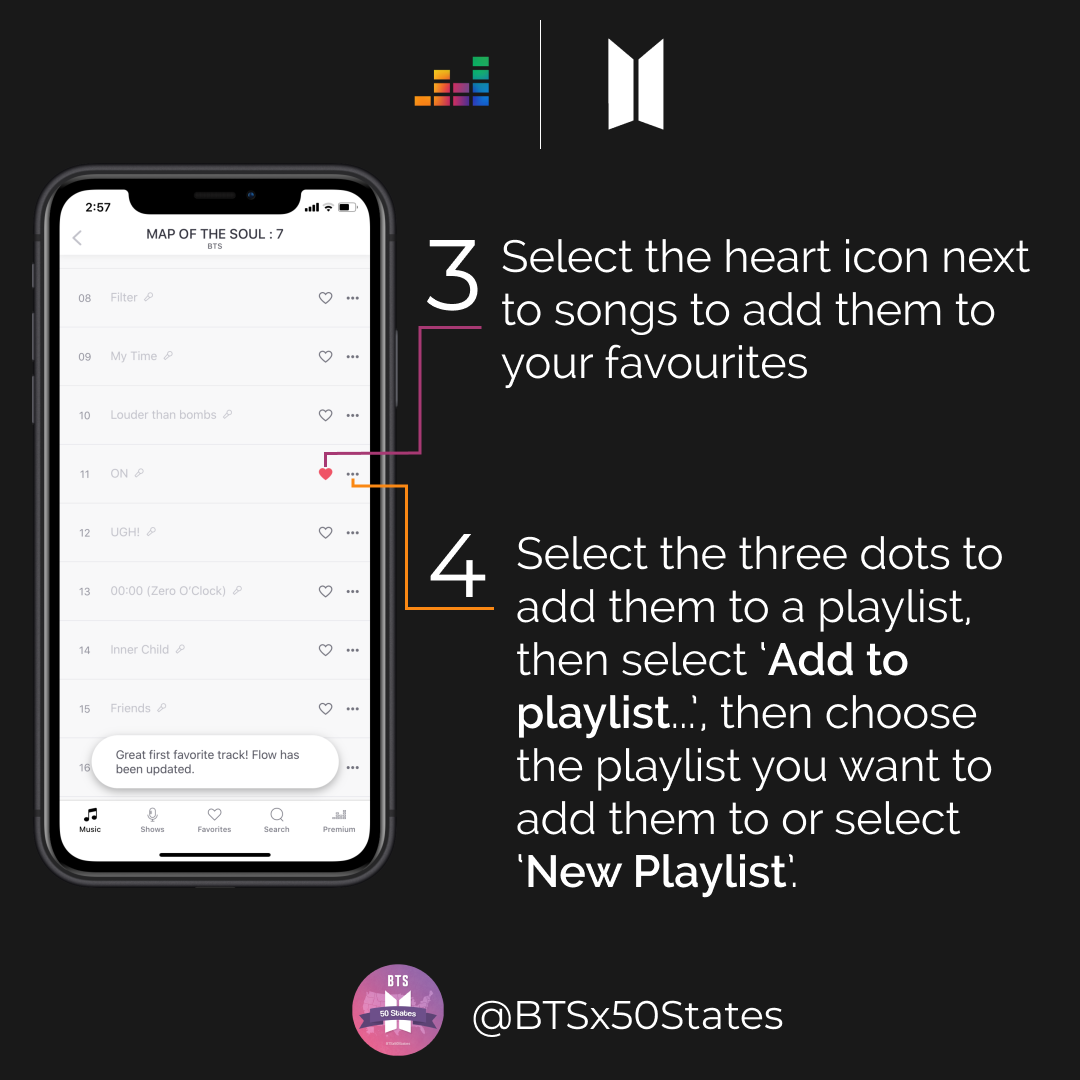 2:57
MAP OF THE SOUL : 7
BTS
08 Filter
09 My Time
10 Louder than bombs
11 ON
12 UGH!
13 00:00 (Zero O'Clock)
14 Inner Child
15 Friends
16
Great first favorite track! Flow has
been updated.
Music Shows Favorites Search Premium
3 Select the heart icon next
to songs to add them to
your favourites
4 Select the three dots to
add them to a playlist,
then select ‘Add to
playlist...’, then choose
the playlist you want to
add them to or select
‘New Playlist’.
BTS
50 States
@BTSx50States